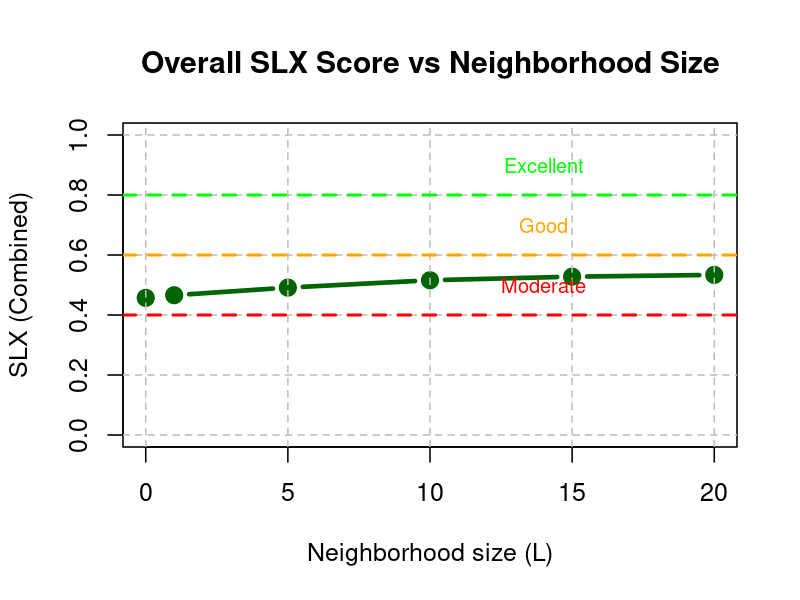 Overall SLX Score vs Neighborhood Size
SLX (Combined)
1.0
0.8
0.6
0.4
0.2
0.0
Excellent
Good
Moderate
0 5 10 15 20
Neighborhood size (L)